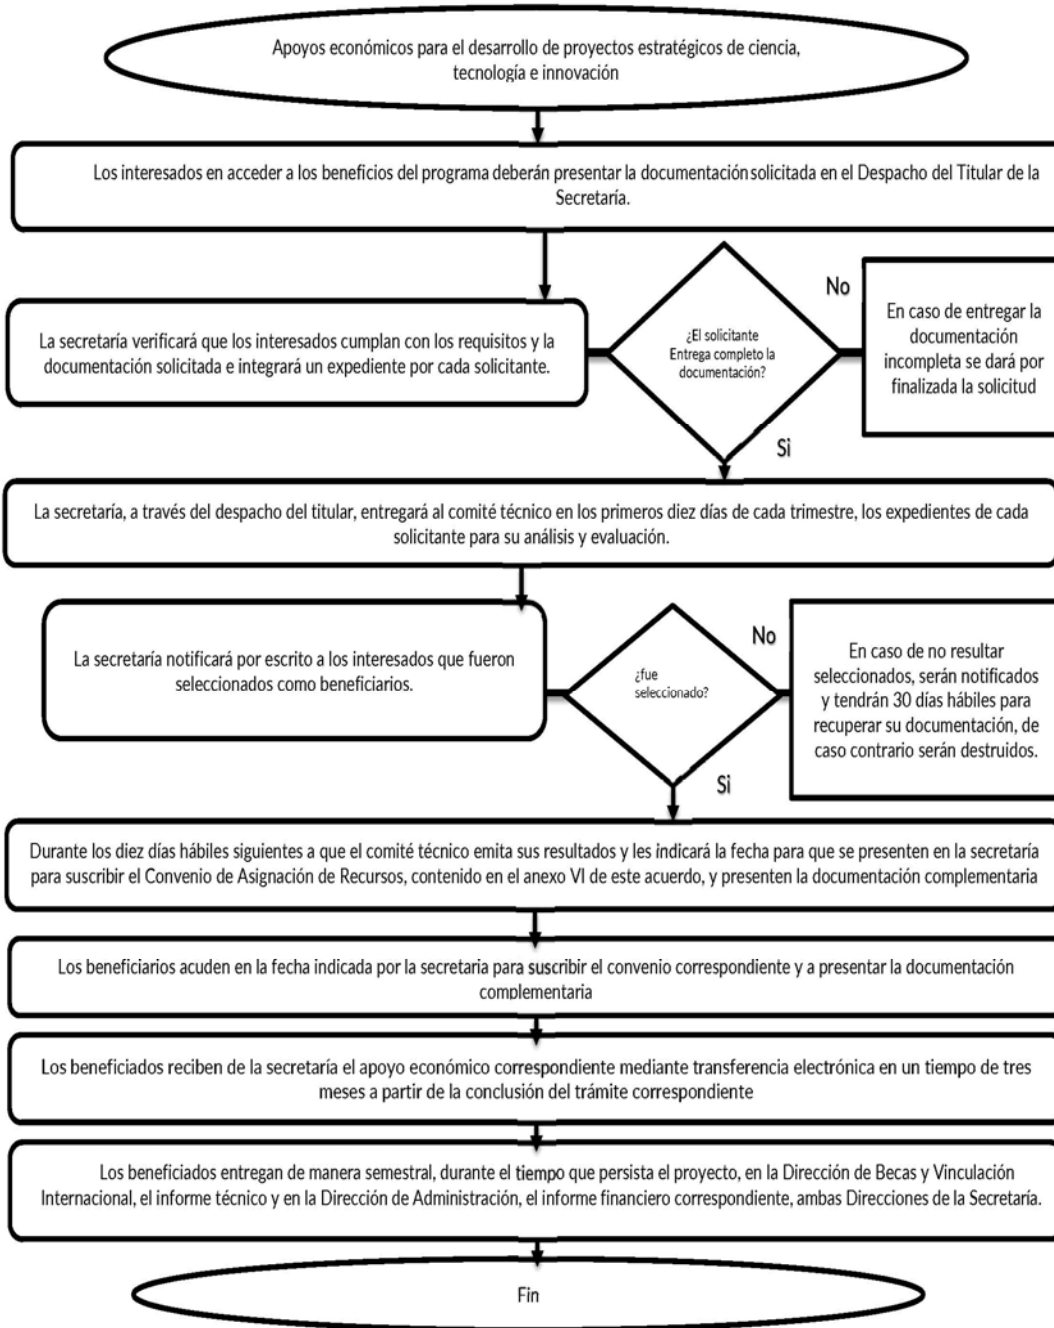 Apoyos económicos para el desarrollo de proyectos estratégicos de ciencia,
tecnología e innovación
Los interesados en acceder a los beneficios del programa deberán presentar la documentación solicitada en el Despacho del Titular de la
Secretaría.
La secretaría verificará que los interesados cumplan con los requisitos y la
documentación solicitada e integrará un expediente por cada solicitante.
¿El solicitante
Entrega completo la
documentación?
No
En caso de entregar la
documentación
incompleta se dará por
finalizada la solicitud
Si
La secretaría, a través del despacho del titular, entregará al comité técnico en los primeros diez días de cada trimestre, los expedientes de cada
solicitante para su análisis y evaluación.
La secretaría notificará por escrito a los interesados que fueron
seleccionados como beneficiarios.
¿fue
seleccionado?
No
En caso de no resultar
seleccionados, serán notificados
y tendrán 30 días hábiles para
recuperar su documentación, de
caso contrario serán destruidos.
Si
Durante los diez días hábiles siguientes a que el comité técnico emita sus resultados y les indicará la fecha para que se presenten en la secretaría
para suscribir el Convenio de Asignación de Recursos, contenido en el anexo VI de este acuerdo, y presenten la documentación complementaria
Los beneficiarios acuden en la fecha indicada por la secretaria para suscribir el convenio correspondiente y a presentar la documentación
complementaria
Los beneficiados reciben de la secretaría el apoyo económico correspondiente mediante transferencia electrónica en un tiempo de tres
meses a partir de la conclusión del trámite correspondiente
Los beneficiados entregan de manera semestral, durante el tiempo que persista el proyecto, en la Dirección de Becas y Vinculación
Internacional, el informe técnico y en la Dirección de Administración, el informe financiero correspondiente, ambas Direcciones de la Secretaría.
Fin